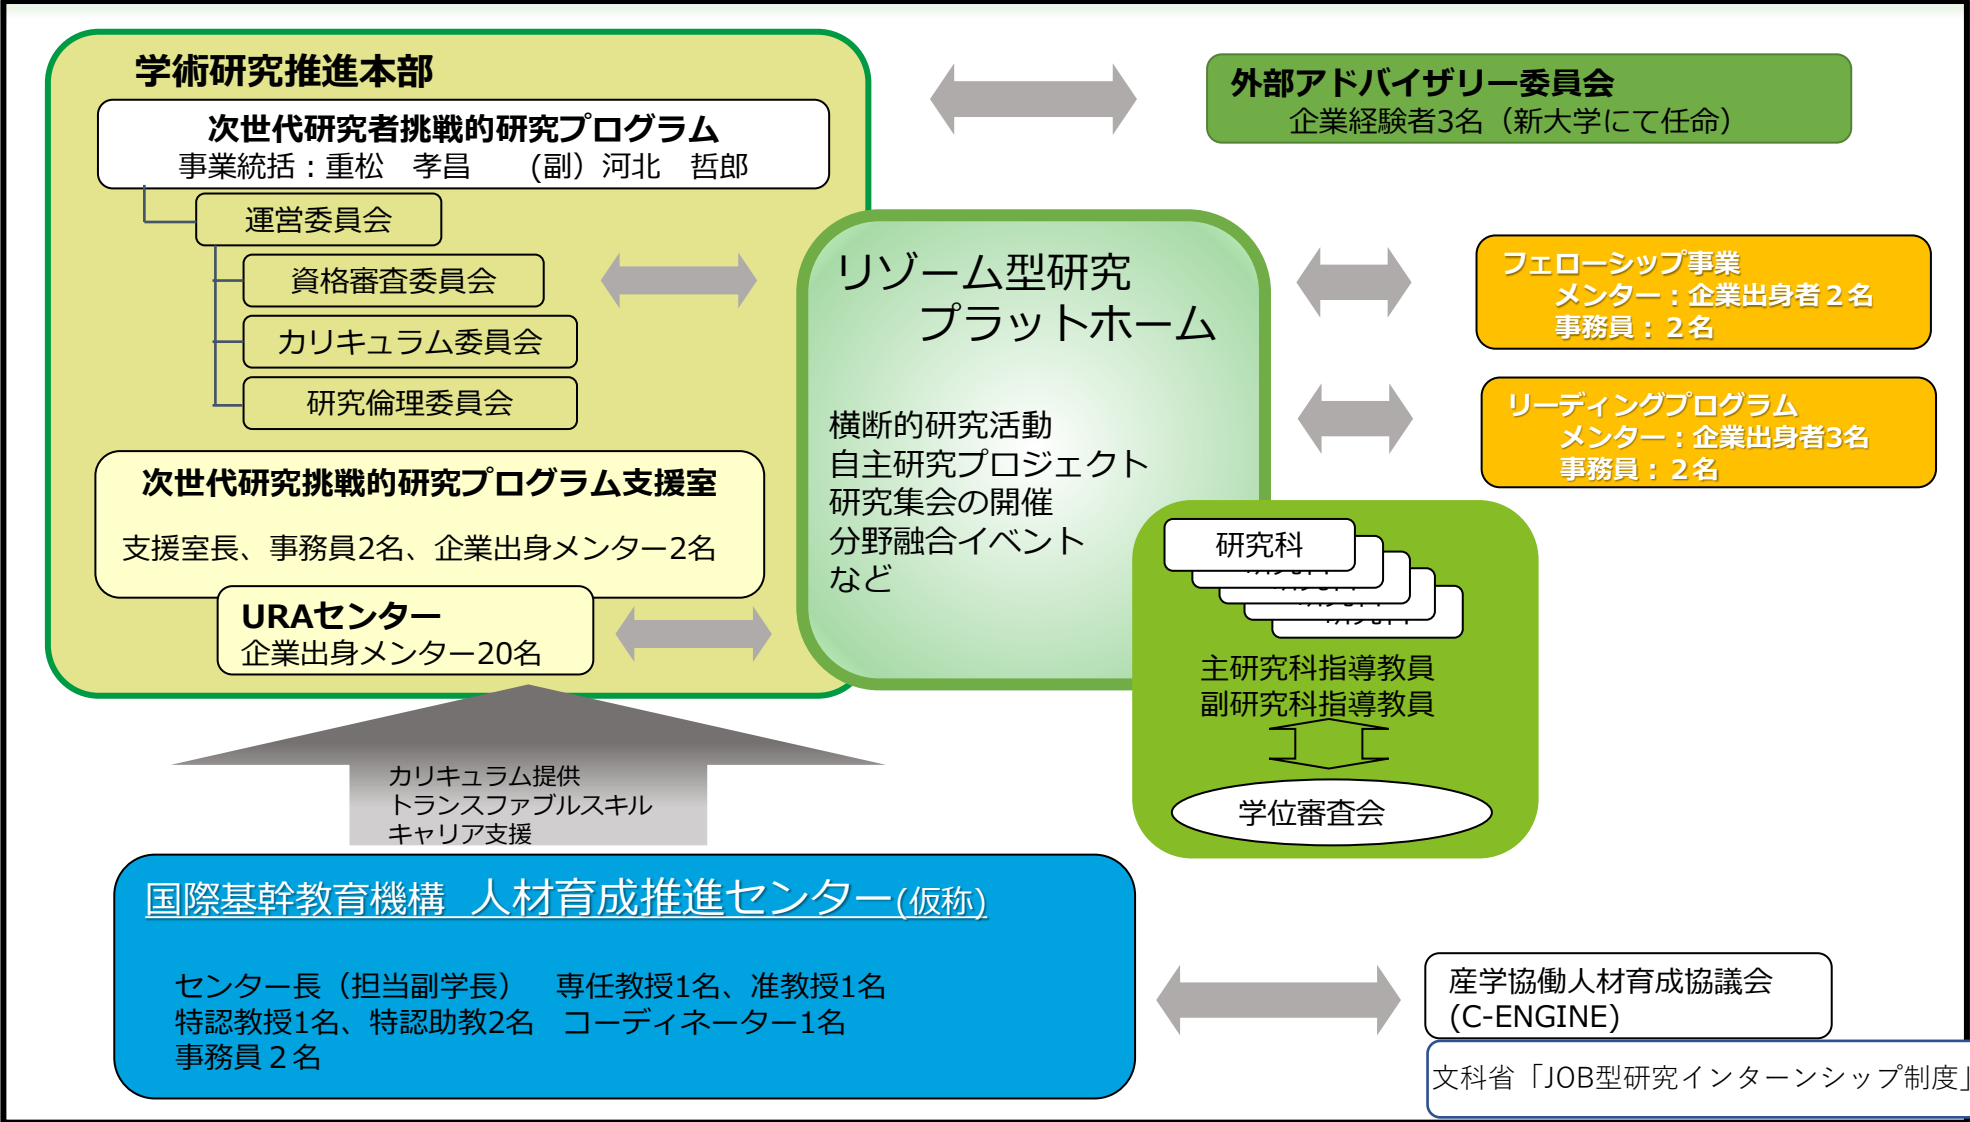 学術研究推進本部
次世代研究者挑戦的研究プログラム
事業統括：重松　孝昌　　(副）河北　哲郎
運営委員会
資格審査委員会
カリキュラム委員会
研究倫理委員会
次世代研究挑戦的研究プログラム支援室
支援室長、事務員2名、企業出身メンター2名
URAセンター
企業出身メンター20名
外部アドバイザリー委員会
企業経験者3名（新大学にて任命）
リゾーム型研究
プラットホーム
横断的研究活動
自主研究プロジェクト
研究集会の開催
分野融合イベント
など
フェローシップ事業
メンター：企業出身者２名
事務員：２名
リーディングプログラム
メンター：企業出身者3名
事務員：２名
研究科
研究科
研究科
研究科
研究科
主研究科指導教員
副研究科指導教員
学位審査会
カリキュラム提供
トランスファブルスキル
キャリア支援
国際基幹教育機構　人材育成推進センター(仮称)
センター長（担当副学長）　専任教授1名、准教授1名
特認教授1名、特認助教2名　コーディネーター1名
事務員２名
産学協働人材育成協議会
(C-ENGINE)
文科省「JOB型研究インターンシップ制度」